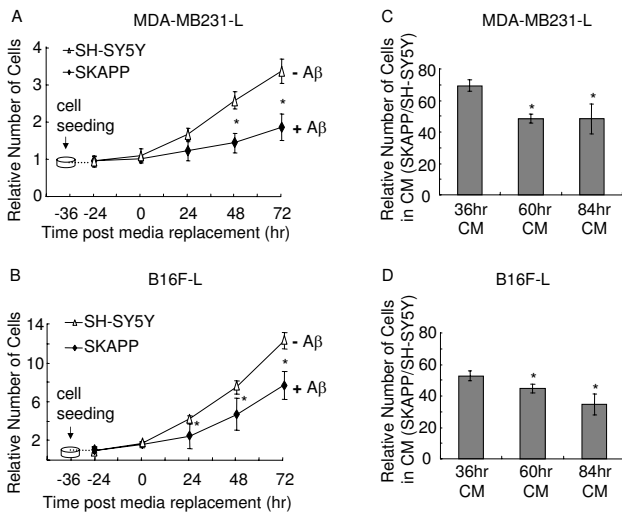 A
MDA-MB231-L
Relative Number of Cells
4
3
2
1
0
SH-SY5Y
SKAPP
cell
seeding
- Aβ
*
*
+ Aβ
-36 -24 0 24 48 72
Time post media replacement (hr)
B
B16F-L
Relative Number of Cells
14
10
6
2
SH-SY5Y
SKAPP
cell
seeding
- Aβ
*
*
*
+ Aβ
-36 -24 0 24 48 72
Time post media replacement (hr)
C
MDA-MB231-L
Relative Number of Cells
in CM (SKAPP/SH-SY5Y)
80
60
40
20
0
* *
36hr 60hr 84hr
CM CM CM
D
B16F-L
Relative Number of Cells
in CM (SKAPP/SH-SY5Y)
80
60
40
20
0
* *
36hr 60hr 84hr
CM CM CM